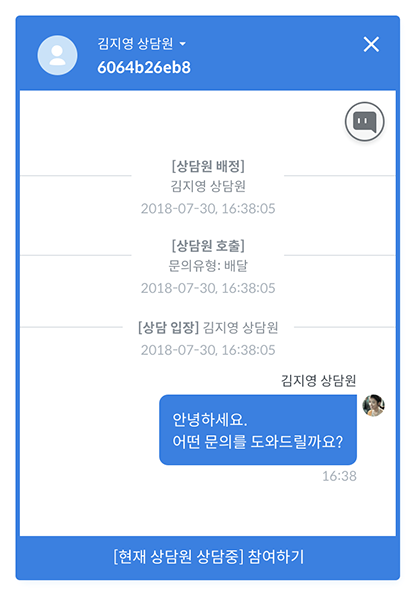 김지영 상담원
6064b26eb8
[상담원 배정]
김지영 상담원
2018-07-30, 16:38:05
[상담원 호출]
문의유형: 배달
2018-07-30, 16:38:05
[상담 입장] 김지영 상담원
2018-07-30, 16:38:05
김지영 상담원
안녕하세요.
어떤 문의를 도와드릴까요?
16:38
[현재 상담원 상담중] 참여하기